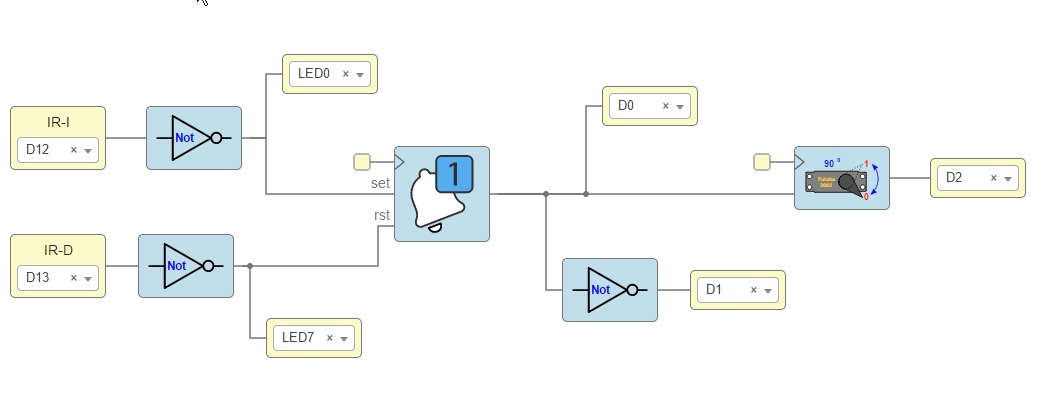 LED0
IR-I
D12
Not
D0
1
set
rst
90 º
1
Futaba
3003
0
D2
IR-D
D13
Not
Not
D1
LED7